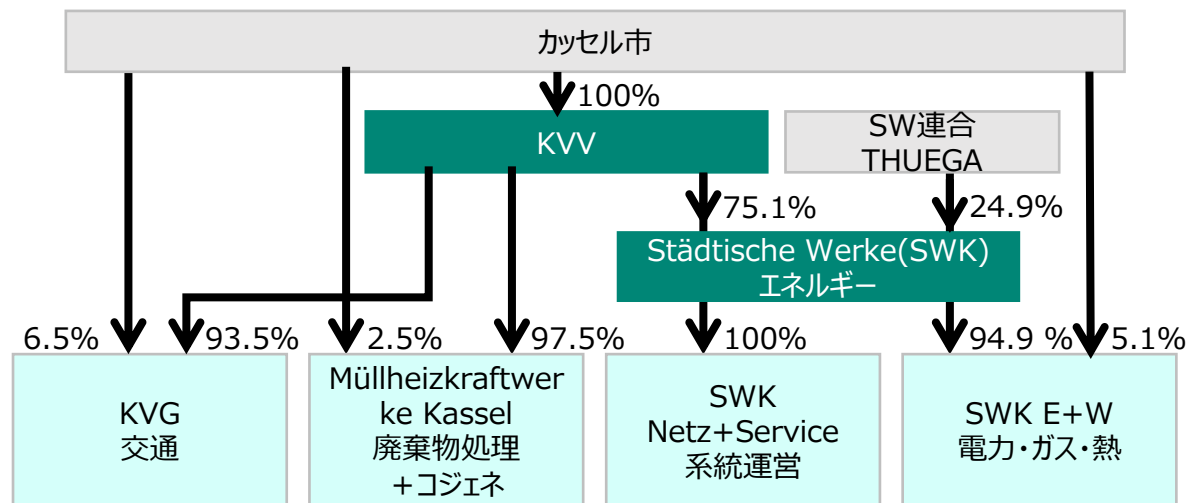 カッセル市
100%
KVV
SW連合
THUEGA
75.1%
24.9%
Städtische Werke(SWK)
エネルギー
6.5%
93.5%
2.5%
97.5%
100%
94.9 %
5.1%
KVG
交通
Müllheizkraftwer
ke Kassel
廃棄物処理
+コジェネ
SWK
Netz+Service
系統運営
SWK E+W
電力・ガス・熱